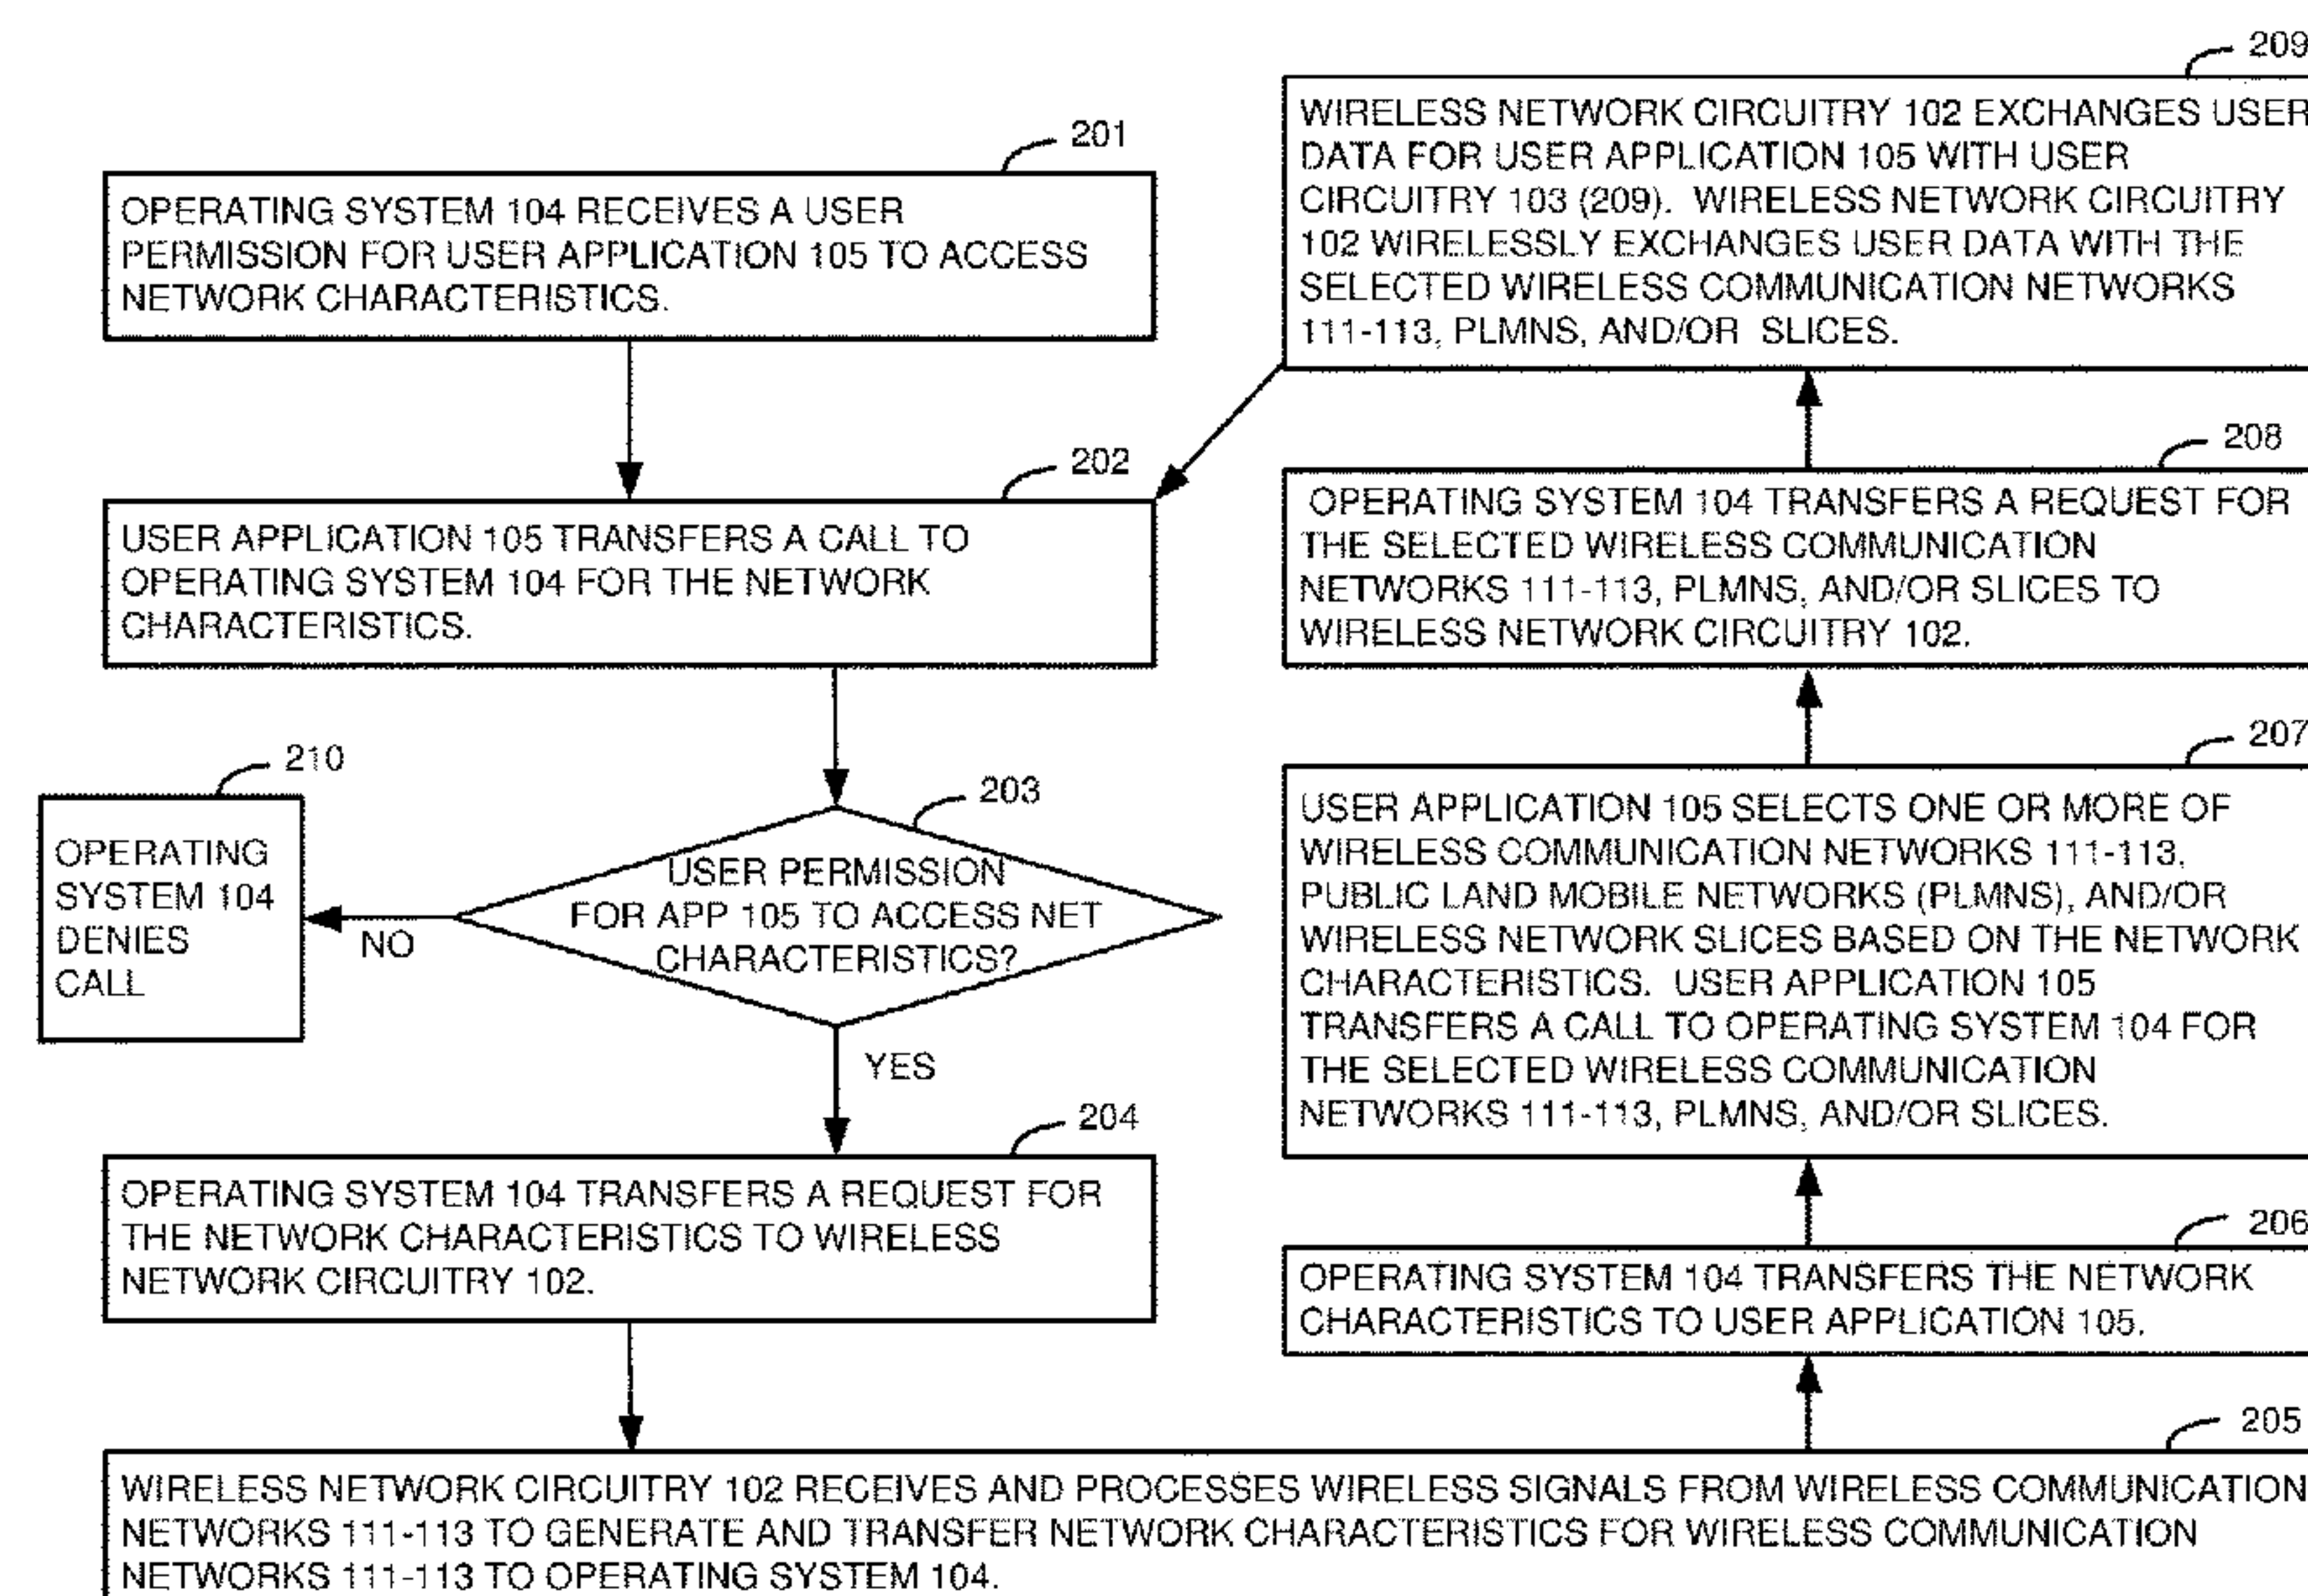 201
OPERATING SYSTEM 104 RECEIVES A USER
PERMISSION FOR USER APPLICATION 105 TO ACCESS
NETWORK CHARACTERISTICS.
202
USER APPLICATION 105 TRANSFERS A CALL TO
OPERATING SYSTEM 104 FOR THE NETWORK
CHARACTERISTICS.
203
USER PERMISSION
FOR APP 105 TO ACCESS NET
CHARACTERISTICS?
NO
210
OPERATING
SYSTEM 104
DENIES
CALL
YES
204
OPERATING SYSTEM 104 TRANSFERS A REQUEST FOR
THE NETWORK CHARACTERISTICS TO WIRELESS
NETWORK CIRCUITRY 102.
205
WIRELESS NETWORK CIRCUITRY 102 RECEIVES AND PROCESSES WIRELESS SIGNALS FROM WIRELESS COMMUNICATION
NETWORKS 111-113 TO GENERATE AND TRANSFER NETWORK CHARACTERISTICS FOR WIRELESS COMMUNICATION
NETWORKS 111-113 TO OPERATING SYSTEM 104.
206
OPERATING SYSTEM 104 TRANSFERS THE NETWORK
CHARACTERISTICS TO USER APPLICATION 105.
207
USER APPLICATION 105 SELECTS ONE OR MORE OF
WIRELESS COMMUNICATION NETWORKS 111-113,
PUBLIC LAND MOBILE NETWORKS (PLMNS), AND/OR
WIRELESS NETWORK SLICES BASED ON THE NETWORK
CHARACTERISTICS. USER APPLICATION 105
TRANSFERS A CALL TO OPERATING SYSTEM 104 FOR
THE SELECTED WIRELESS COMMUNICATION
NETWORKS 111-113, PLMNS, AND/OR SLICES.
208
OPERATING SYSTEM 104 TRANSFERS A REQUEST FOR
THE SELECTED WIRELESS COMMUNICATION
NETWORKS 111-113, PLMNS, AND/OR SLICES TO
WIRELESS NETWORK CIRCUITRY 102.
209
WIRELESS NETWORK CIRCUITRY 102 EXCHANGES USER
DATA FOR USER APPLICATION 105 WITH USER
CIRCUITRY 103 (209). WIRELESS NETWORK CIRCUITRY
102 WIRELESSLY EXCHANGES USER DATA WITH THE
SELECTED WIRELESS COMMUNICATION NETWORKS
111-113, PLMNS, AND/OR SLICES.